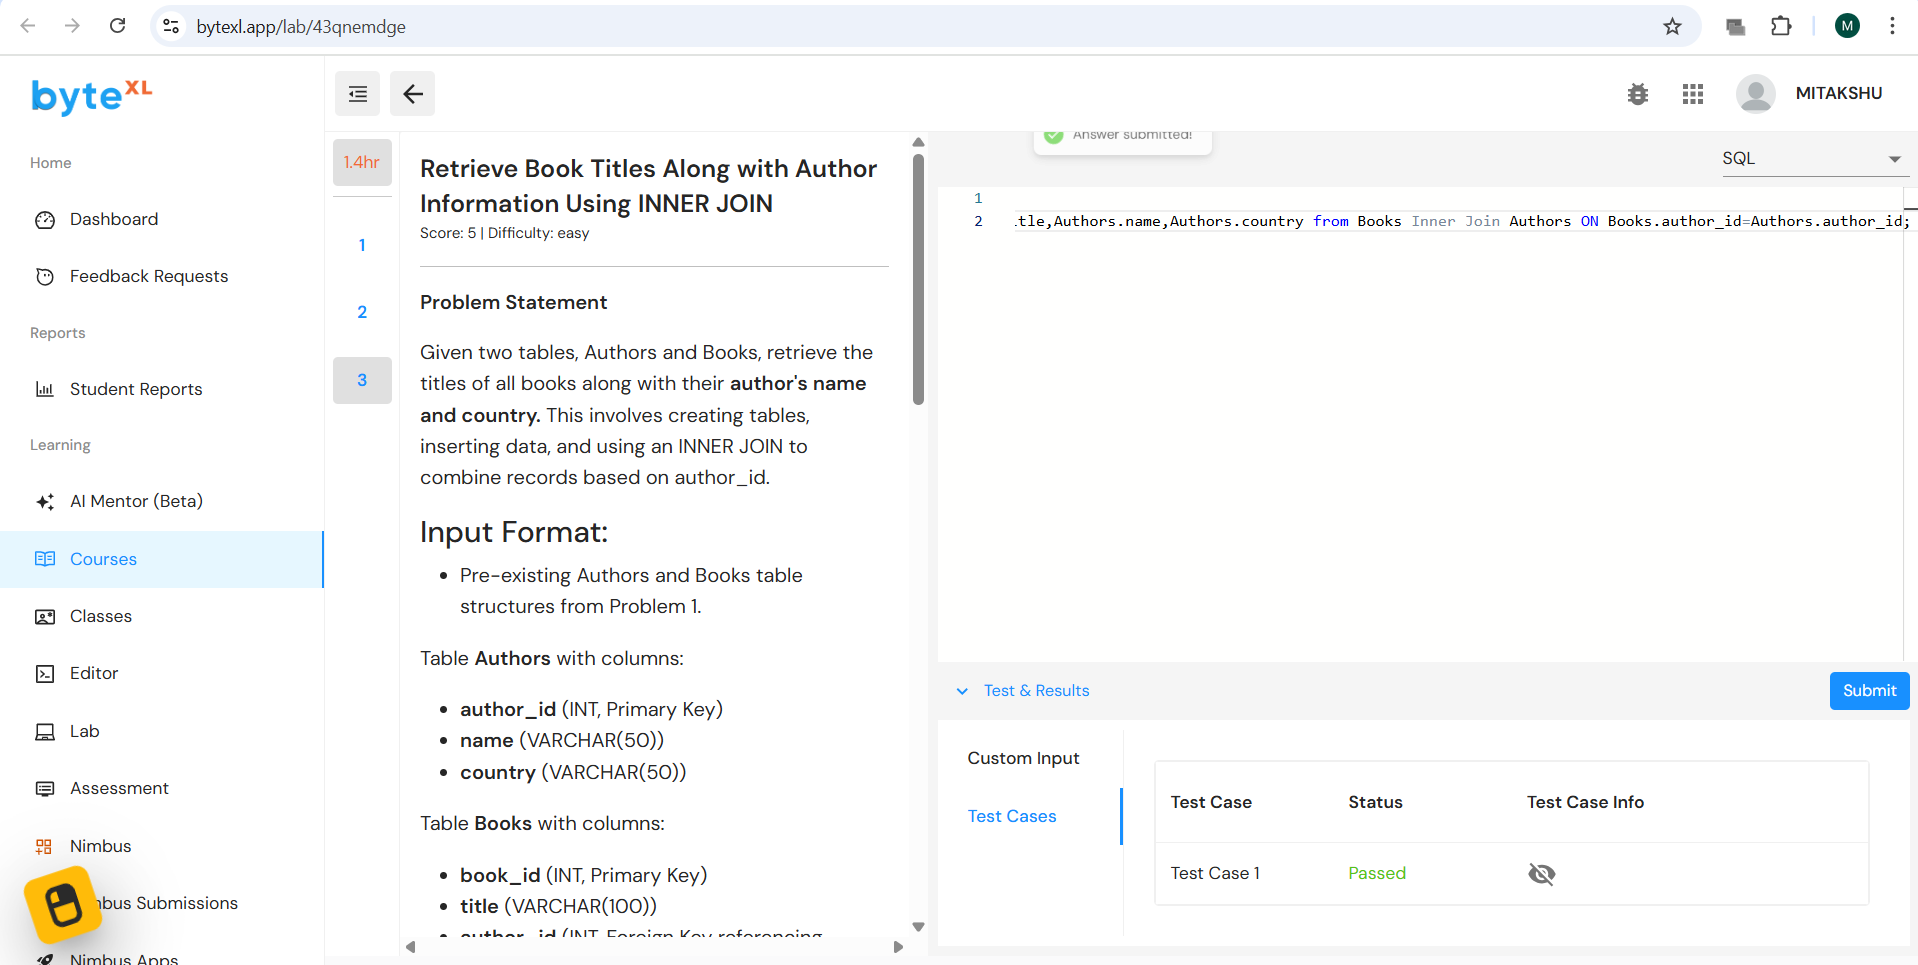 bytexl.app/lab/43qnemdge
M
byteXL
MITAKSHU
Home
Dashboard
Feedback Requests
Reports
Student Reports
Learning
AI Mentor (Beta)
Courses
Classes
Editor
Lab
Assessment
Nimbus
bus Submissions
Nimbus Apps
1.4hr
1
2
3
Retrieve Book Titles Along with Author
Information Using INNER JOIN
Score: 5 | Difficulty: easy
Problem Statement
Given two tables, Authors and Books, retrieve the
titles of all books along with their author's name
and country. This involves creating tables,
inserting data, and using an INNER JOIN to
combine records based on author_id.
Input Format:
• Pre-existing Authors and Books table
structures from Problem 1.
Table Authors with columns:
• author_id (INT, Primary Key)
• name (VARCHAR(50))
• country (VARCHAR(50))
Table Books with columns:
• book_id (INT, Primary Key)
• title (VARCHAR(100))
• author_id (INT, Foreign Key referencing
Answer submitted!
SQL
1
2 tle,Authors.name,Authors.country from Books Inner Join Authors ON Books.author_id=Authors.author_id;
Test & Results
Submit
Custom Input
Test Cases
Test Case Status Test Case Info
Test Case 1 Passed